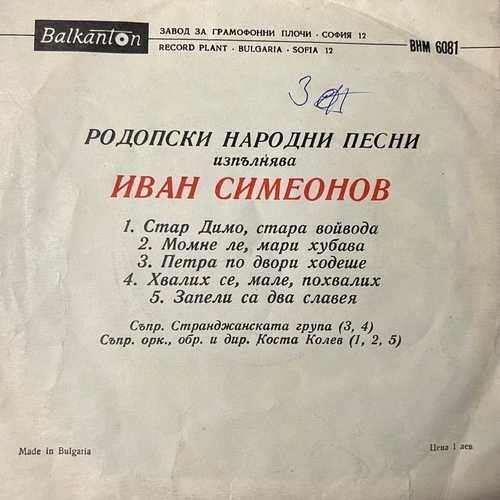 Balkanton
ЗАВОД ЗА ГРАМОФОННИ ПЛОЧИ · СОФИЯ 12
RECORD PLANT · BULGARIA · SOFIA 12
ВНМ 6081
РОДОПСКИ НАРОДНИ ПЕСНИ
изпълнява
ИВАН СИМЕОНОВ
1. Стар Димо, стара войвода
2. Момне ле, мари хубава
3. Петра по двори ходеше
4. Хвалих се, мале, похвалих
5. Запели са два славея
Съпр. Странджанската група (3, 4)
Съпр. орк., обр. и дир. Коста Колев (1, 2, 5)
Made in Bulgaria
Цена 1 лев